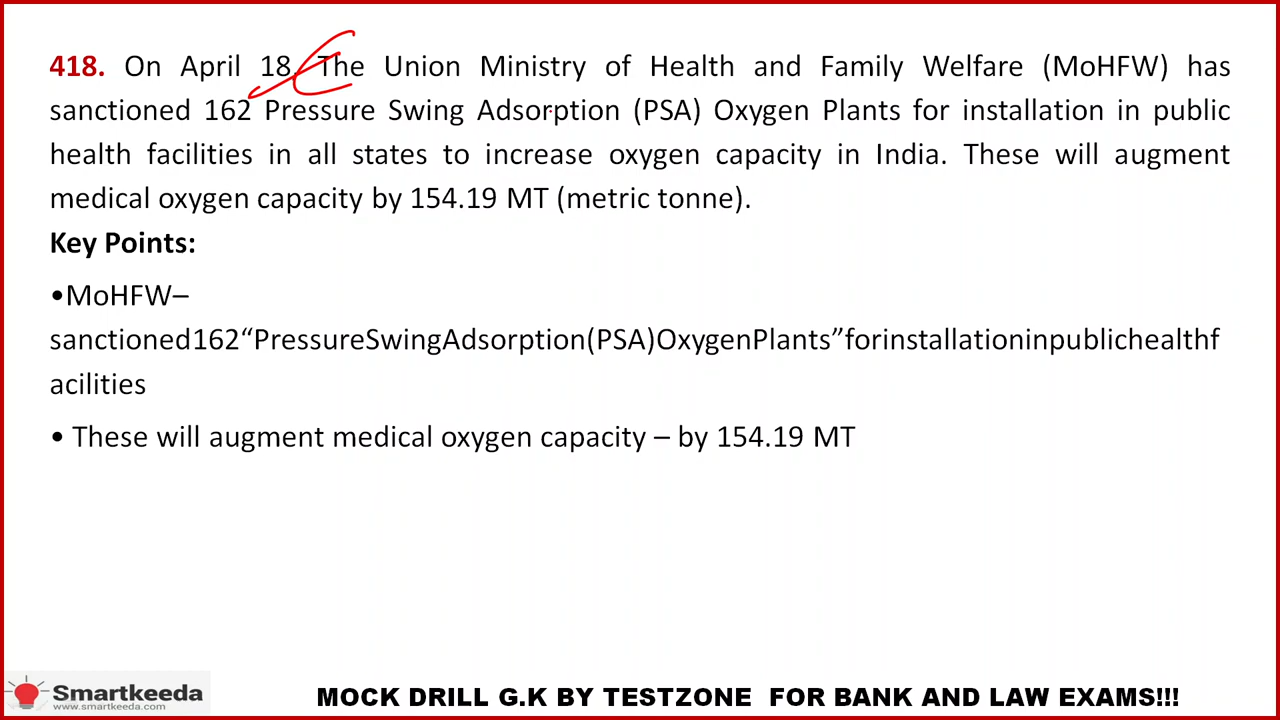 418. On April 18, The Union Ministry of Health and Family Welfare (MoHFW) has
sanctioned 162 Pressure Swing Adsorption (PSA) Oxygen Plants for installation in public
health facilities in all states to increase oxygen capacity in India. These will augment
medical oxygen capacity by 154.19 MT (metric tonne).
Key Points:
•MoHFW–
sanctioned162“PressureSwingAdsorption(PSA)OxygenPlants”forinstallationinpublichealthf
acilities
• These will augment medical oxygen capacity – by 154.19 MT
Smartkeeda
www.smartkeeda.com
MOCK DRILL G.K BY TESTZONE FOR BANK AND LAW EXAMS!!!